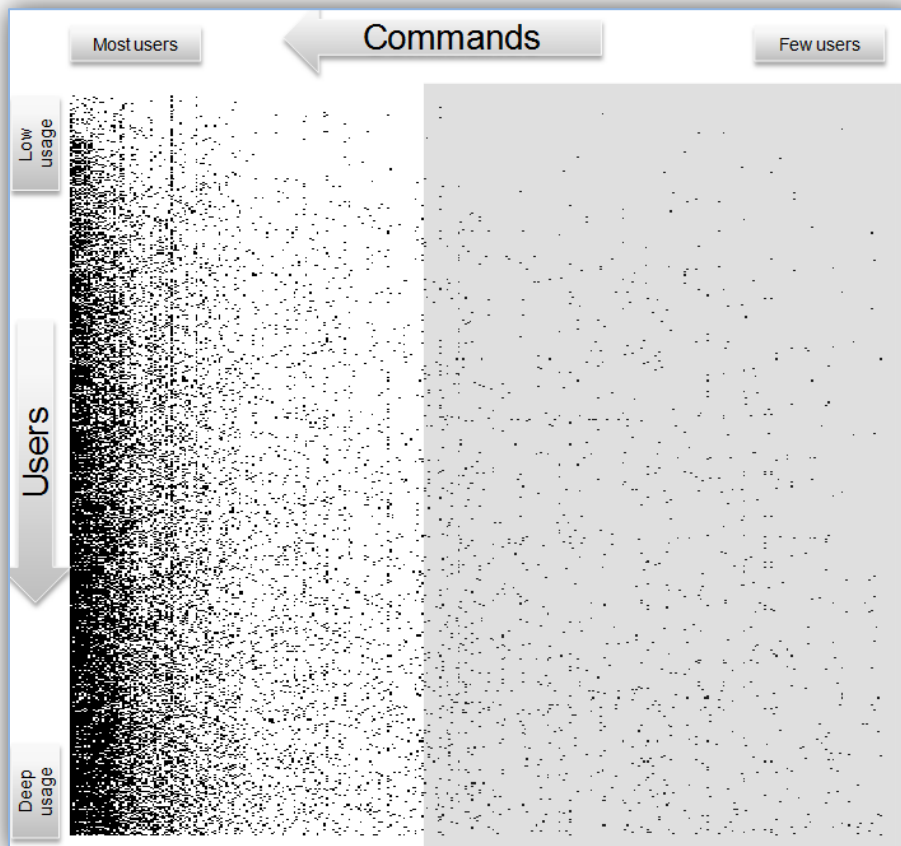 Most users
Commands
Few users
Low
usage
Users
Deep
usage